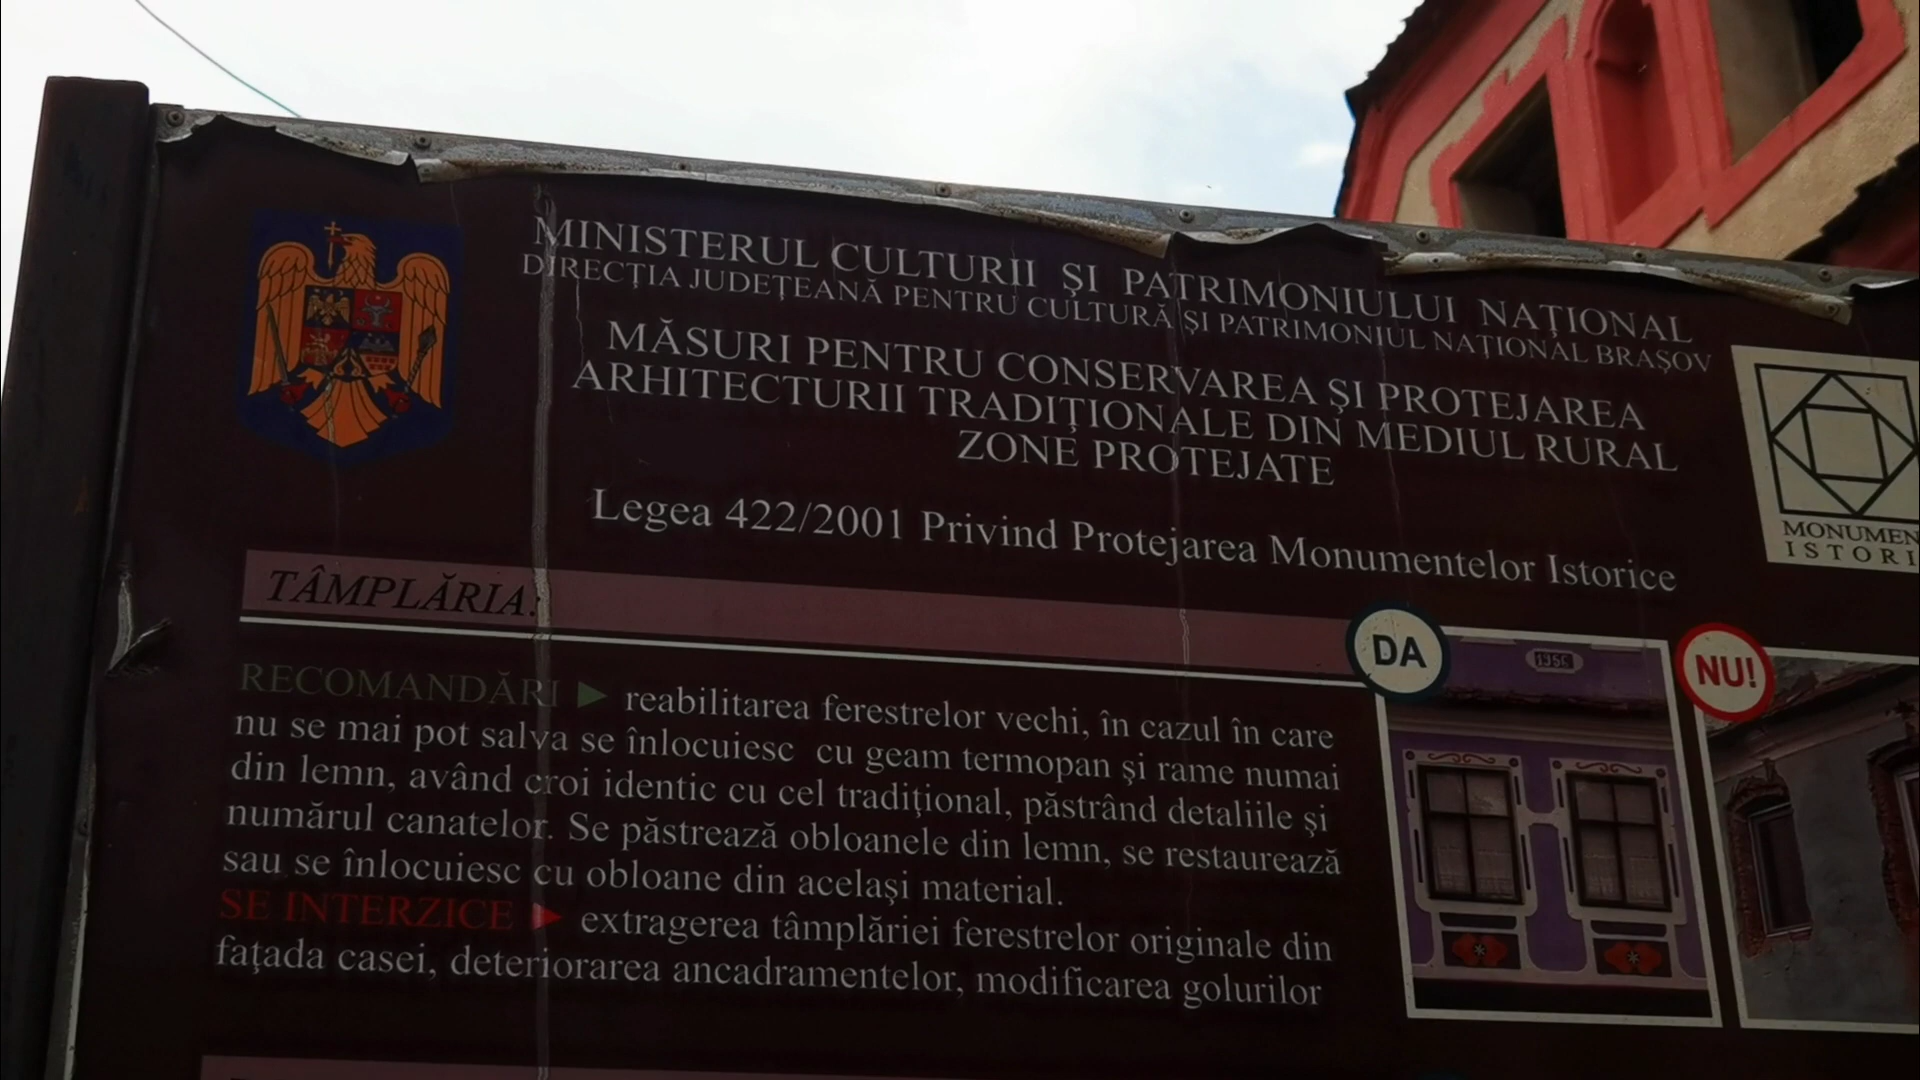 MINISTERUL CULTURII ŞI PATRIMONIULUI NAŢIONAL
DIRECŢIA JUDEŢEANĂ PENTRU CULTURĂ ŞI PATRIMONIUL NAŢIONAL BRAŞOV
MĂSURI PENTRU CONSERVAREA ŞI PROTEJAREA
ARHITECTURII TRADIŢIONALE DIN MEDIUL RURAL
ZONE PROTEJATE
Legea 422/2001 Privind Protejarea Monumentelor Istorice
MONUMEN
ISTORI
TÂMPLĂRIA:
DA
NU!
RECOMANDĂRI ► reabilitarea ferestrelor vechi, în cazul în care
nu se mai pot salva se înlocuiesc cu geam termopan şi rame numai
din lemn, având croi identic cu cel tradiţional, păstrând detaliile şi
numărul canatelor. Se păstrează obloanele din lemn, se restaurează
sau se înlocuiesc cu obloane din acelaşi material.
SE INTERZICE ► extragerea tâmplăriei ferestrelor originale din
faţada casei, deteriorarea ancadramentelor, modificarea golurilor